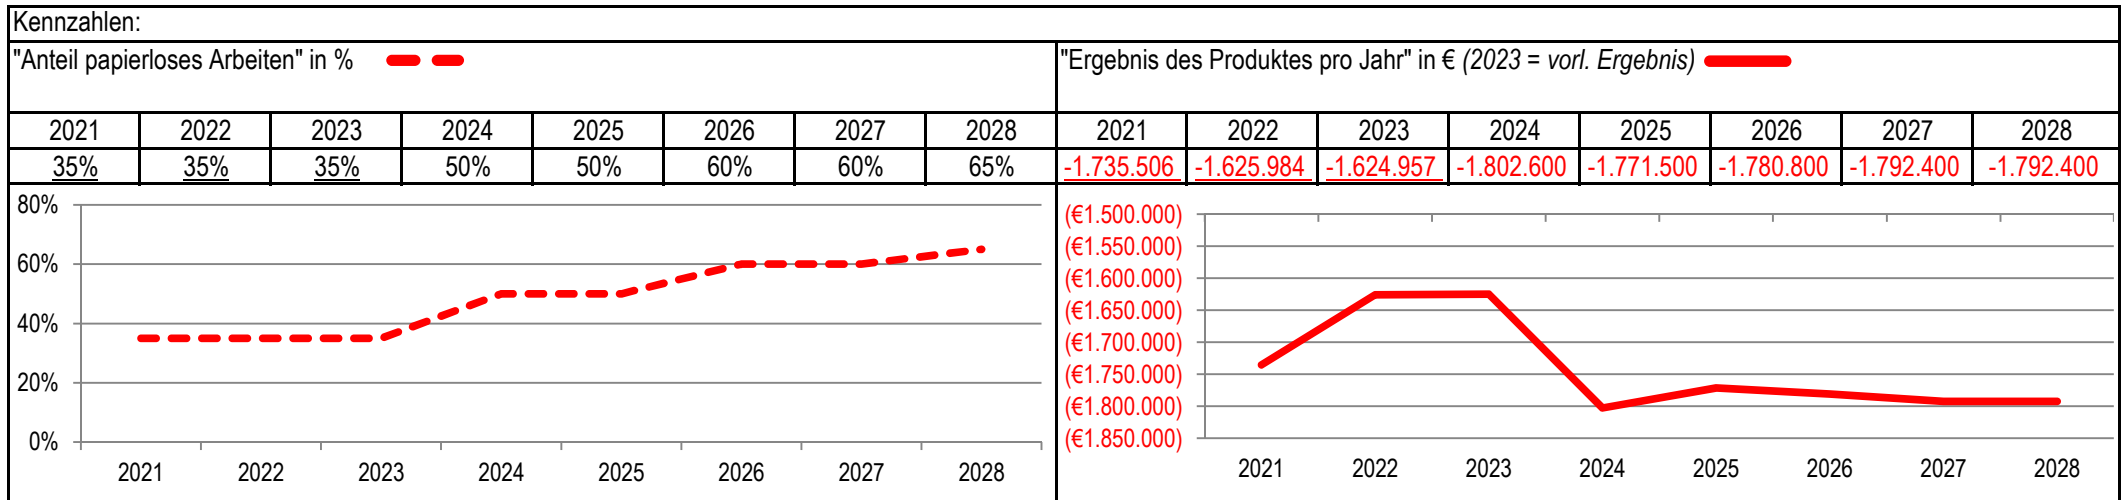 Kennzahlen:
"Anteil papierloses Arbeiten" in %
"Ergebnis des Produktes pro Jahr" in € (2023 = vorl. Ergebnis)
2021 2022 2023 2024 2025 2026 2027 2028 2021 2022 2023 2024 2025 2026 2027 2028
35% 35% 35% 50% 50% 60% 60% 65% -1.735.506 -1.625.984 -1.624.957 -1.802.600 -1.771.500 -1.780.800 -1.792.400 -1.792.400
80%
60%
40%
20%
0%
2021 2022 2023 2024 2025 2026 2027 2028
(€1.500.000)
(€1.550.000)
(€1.600.000)
(€1.650.000)
(€1.700.000)
(€1.750.000)
(€1.800.000)
(€1.850.000)
2021 2022 2023 2024 2025 2026 2027 2028